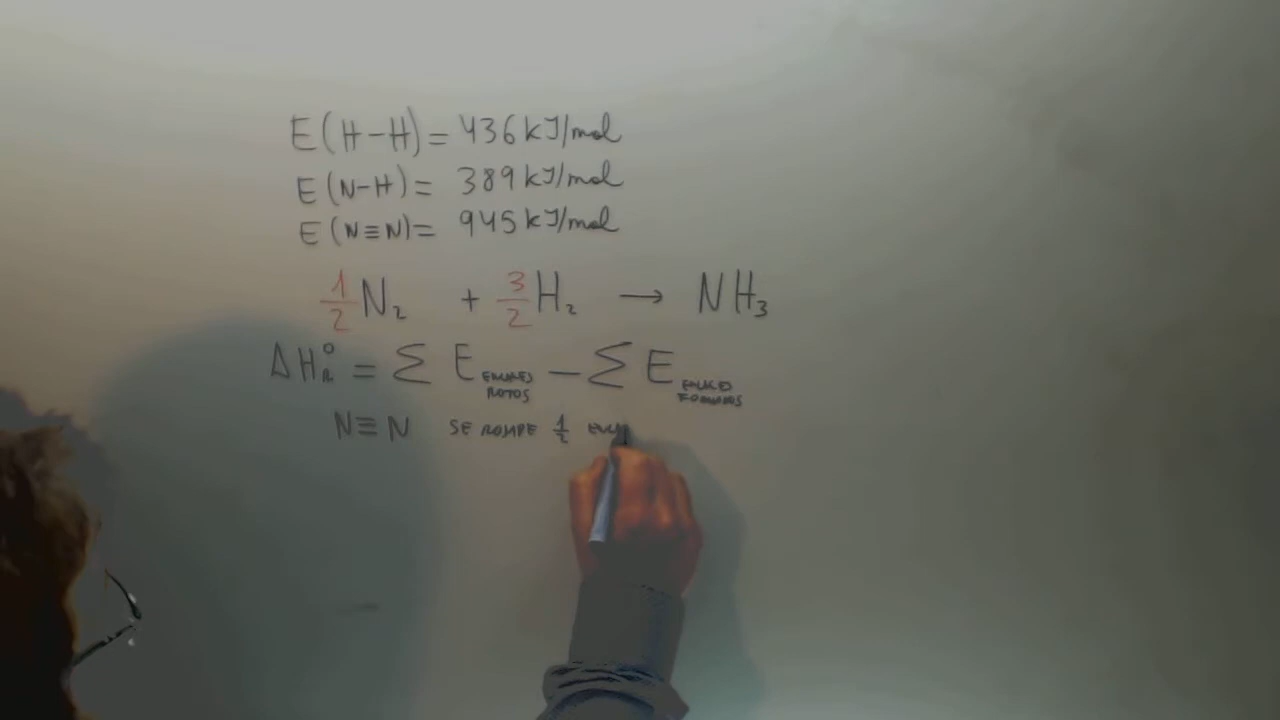 E(H-H) = 436 kJ/mol
E(N-H) = 389 kJ/mol
E(N≡N) = 945 kJ/mol
1/2 N₂ + 3/2 H₂ → NH₃
ΔH°R = Σ E ENLACES ROTOS - Σ E ENLACES FORMADOS
N≡N SE ROMPE 1/2